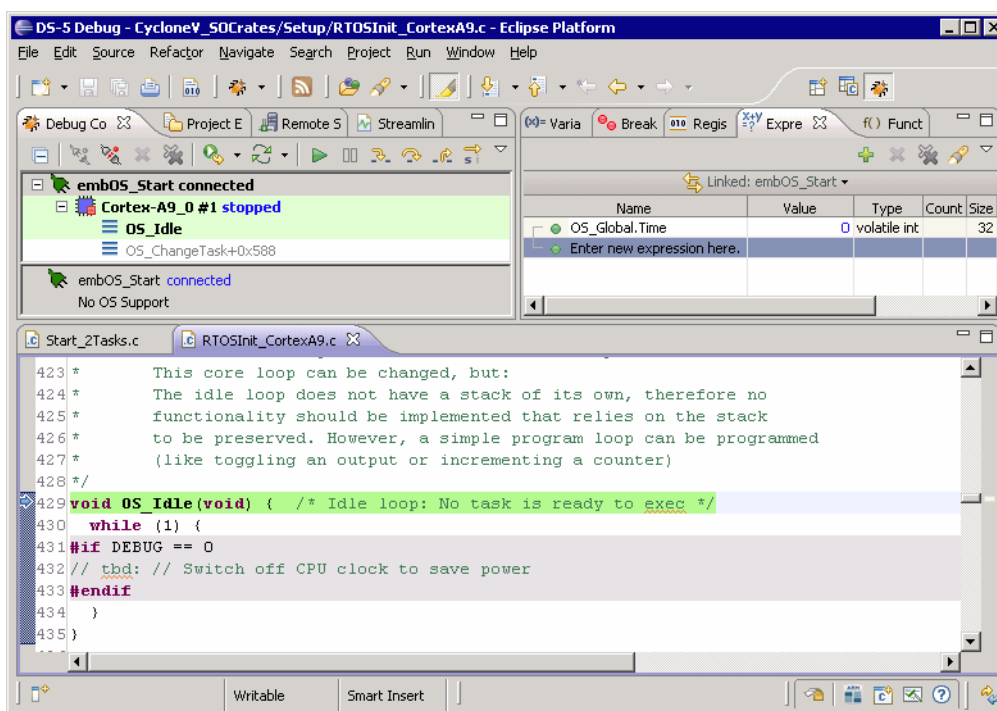 DS-5 Debug - CycloneV_SOCrates/Setup/RTOSInit_CortexA9.c - Eclipse Platform
File Edit Source Refactor Navigate Search Project Run Window Help
Debug Co Project E Remote S Streamlin
(x)= Varia Break 010 Regis X+Y =? Expre f() Funct
Linked: embOS_Start
embOS_Start connected
Cortex-A9_0 #1 stopped
OS_Idle
OS_ChangeTask+0x588
embOS_Start connected
No OS Support
Name Value Type Count Size
OS_Global.Time 0 volatile int 32
Enter new expression here.
Start_2Tasks.c RTOSInit_CortexA9.c
423 * This core loop can be changed, but:
424 * The idle loop does not have a stack of its own, therefore no
425 * functionality should be implemented that relies on the stack
426 * to be preserved. However, a simple program loop can be programmed
427 * (like toggling an output or incrementing a counter)
428 */
429 void OS_Idle(void) { /* Idle loop: No task is ready to exec */
430 while (1) {
431 #if DEBUG == 0
432 // tbd: // Switch off CPU clock to save power
433 #endif
434 }
435 }
Writable Smart Insert